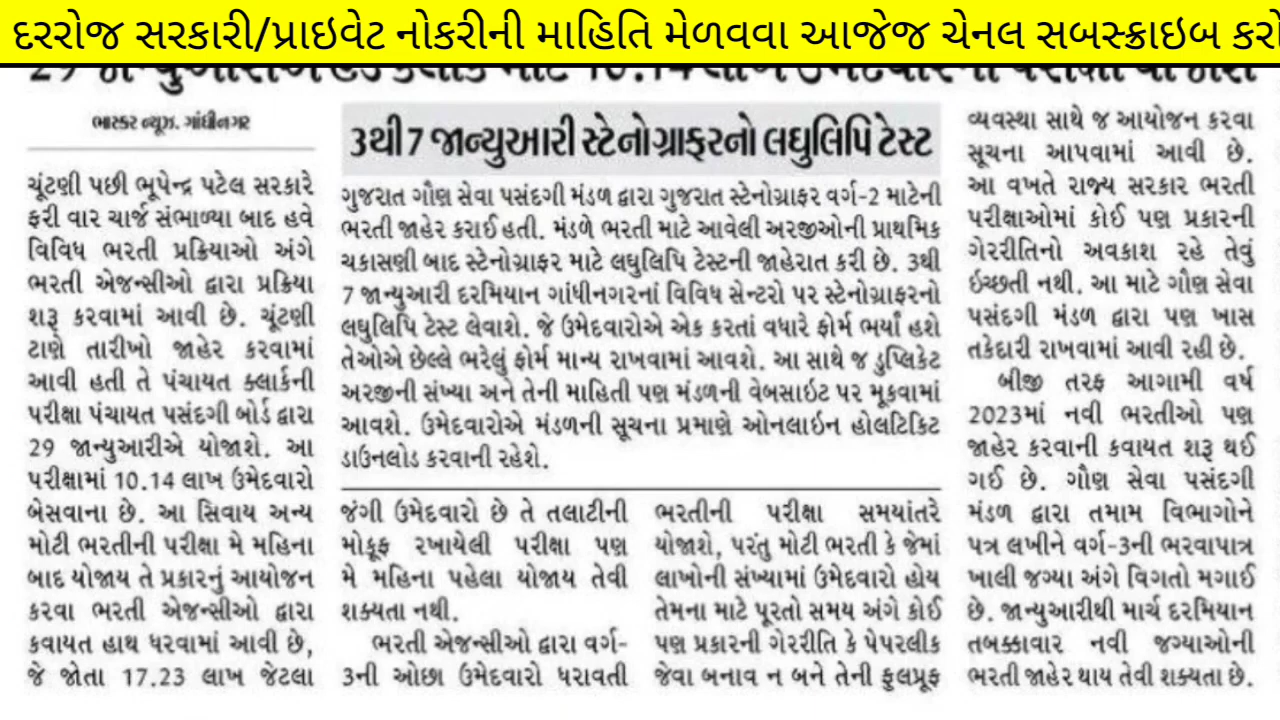 દરરોજ સરકારી/પ્રાઇવેટ નોકરીની માહિતિ મેળવવા આજેજ ચેનલ સબસ્ક્રાઇબ કરો
ભાસ્કર ન્યૂઝ. ગાંધીનગર
ચૂંટણી પછી ભૂપેન્દ્ર પટેલ સરકારે
ફરી વાર ચાર્જ સંભાળ્યા બાદ હવે
વિવિધ ભરતી પ્રક્રિયાઓ અંગે
ભરતી એજન્સીઓ દ્વારા પ્રક્રિયા
શરૂ કરવામાં આવી છે. ચૂંટણી
ટાણે તારીખો જાહેર કરવામાં
આવી હતી તે પંચાયત ક્લાર્કની
પરીક્ષા પંચાયત પસંદગી બોર્ડ દ્વારા
29 જાન્યુઆરીએ યોજાશે. આ
પરીક્ષામાં 10.14 લાખ ઉમેદવારો
બેસવાના છે. આ સિવાય અન્ય
મોટી ભરતીની પરીક્ષા મે મહિના
બાદ યોજાય તે પ્રકારનું આયોજન
કરવા ભરતી એજન્સીઓ દ્વારા
કવાયત હાથ ધરવામાં આવી છે,
જે જોતા 17.23 લાખ જેટલા
3થી 7 જાન્યુઆરી સ્ટેનોગ્રાફરનો લઘુલિપિ ટેસ્ટ
ગુજરાત ગૌણ સેવા પસંદગી મંડળ દ્વારા ગુજરાત સ્ટેનોગ્રાફર વર્ગ-2 માટેની
ભરતી જાહેર કરાઈ હતી. મંડળે ભરતી માટે આવેલી અરજીઓની પ્રાથમિક
ચકાસણી બાદ સ્ટેનોગ્રાફર માટે લઘુલિપિ ટેસ્ટની જાહેરાત કરી છે. 3થી
7 જાન્યુઆરી દરમિયાન ગાંધીનગરનાં વિવિધ સેન્ટરો પર સ્ટેનોગ્રાફરનો
લઘુલિપિ ટેસ્ટ લેવાશે. જે ઉમેદવારોએ એક કરતાં વધારે ફોર્મ ભર્યાં હશે
તેઓએ છેલ્લે ભરેલું ફોર્મ માન્ય રાખવામાં આવશે. આ સાથે જ ડુપ્લિકેટ
અરજીની સંખ્યા અને તેની માહિતી પણ મંડળની વેબસાઇટ પર મૂકવામાં
આવશે. ઉમેદવારોએ મંડળની સૂચના પ્રમાણે ઓનલાઇન હોલટિકિટ
ડાઉનલોડ કરવાની રહેશે.
જંગી ઉમેદવારો છે તે તલાટીની
મોકૂફ રખાયેલી પરીક્ષા પણ
મે મહિના પહેલા યોજાય તેવી
શક્યતા નથી.
ભરતી એજન્સીઓ દ્વારા વર્ગ-
3ની ઓછા ઉમેદવારો ધરાવતી
ભરતીની પરીક્ષા સમયાંતરે
યોજાશે, પરંતુ મોટી ભરતી કે જેમાં
લાખોની સંખ્યામાં ઉમેદવારો હોય
તેમના માટે પૂરતો સમય અંગે કોઈ
પણ પ્રકારની ગેરરીતિ કે પેપરલીક
જેવા બનાવ ન બને તેની ફુલપ્રૂફ
વ્યવસ્થા સાથે જ આયોજન કરવા
સૂચના આપવામાં આવી છે.
આ વખતે રાજ્ય સરકાર ભરતી
પરીક્ષાઓમાં કોઈ પણ પ્રકારની
ગેરરીતિનો અવકાશ રહે તેવું
ઇચ્છતી નથી. આ માટે ગૌણ સેવા
પસંદગી મંડળ દ્વારા પણ ખાસ
તકેદારી રાખવામાં આવી રહી છે.
બીજી તરફ આગામી વર્ષ
2023માં નવી ભરતીઓ પણ
જાહેર કરવાની કવાયત શરૂ થઈ
ગઈ છે. ગૌણ સેવા પસંદગી
મંડળ દ્વારા તમામ વિભાગોને
પત્ર લખીને વર્ગ-3ની ભરવાપાત્ર
ખાલી જગ્યા અંગે વિગતો મગાઈ
છે. જાન્યુઆરીથી માર્ચ દરમિયાન
તબક્કાવાર નવી જગ્યાઓની
ભરતી જાહેર થાય તેવી શક્યતા છે.